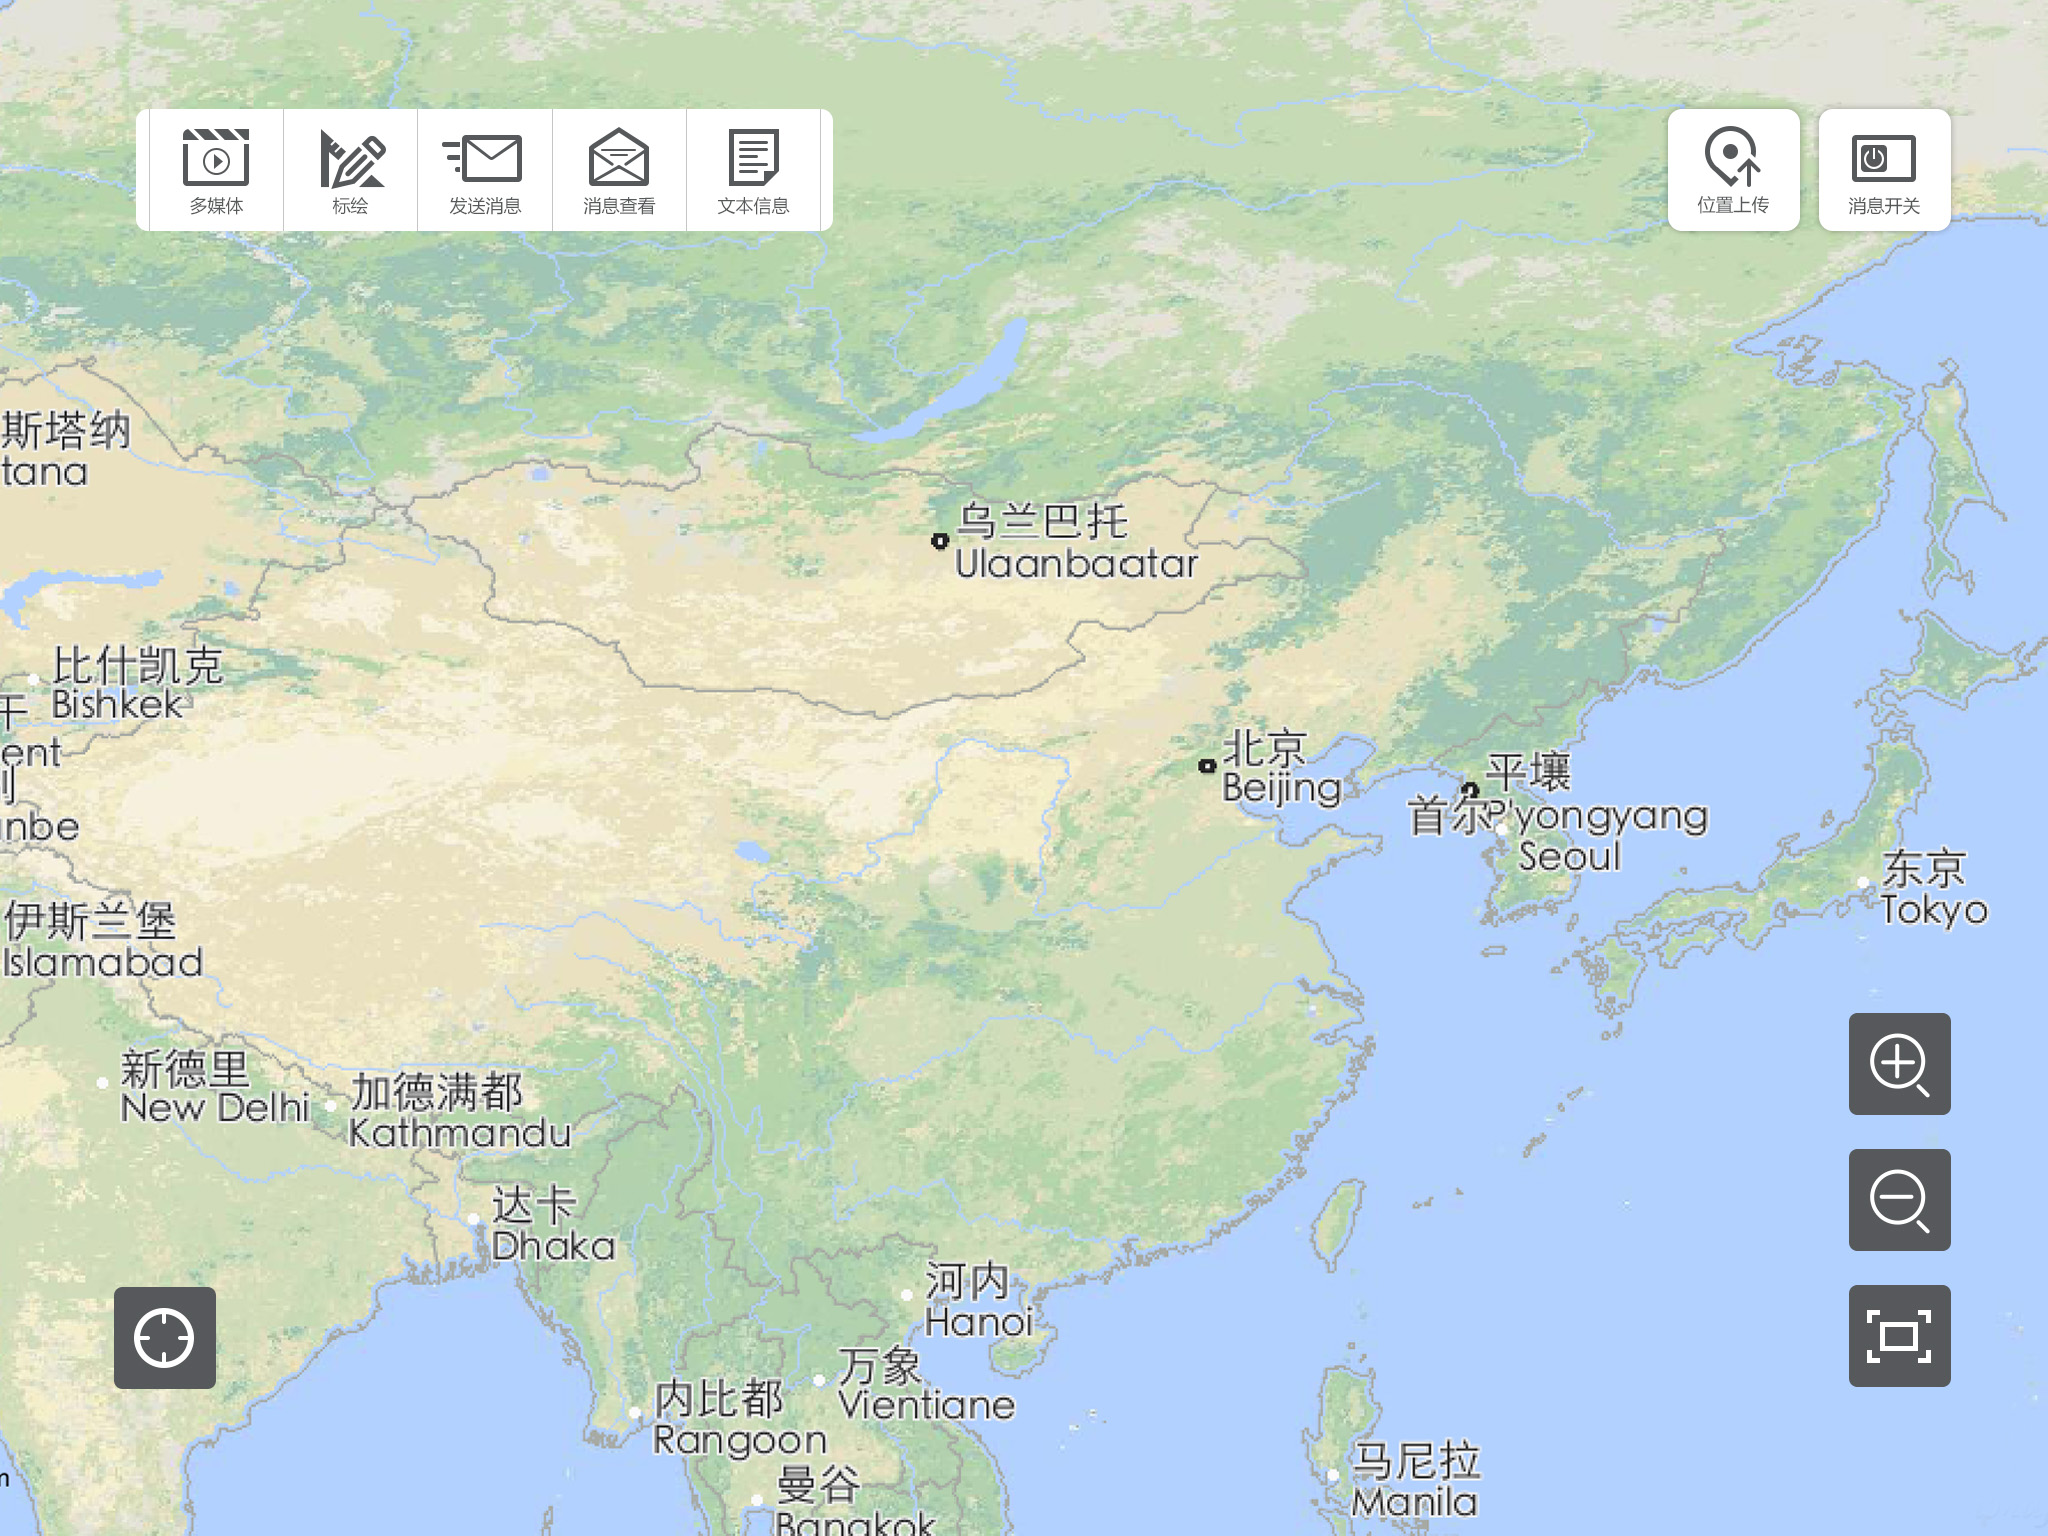 多媒体
标绘
发送消息
消息查看
文本信息
位置上传
消息开关
斯塔纳
tana
乌兰巴托
Ulaanbaatar
比什凯克
Bishkek
干
ent
nbe
北京
Beijing
平壤
P'yongyang
首尔
Seoul
东京
Tokyo
伊斯兰堡
Islamabad
新德里
New Delhi
加德满都
Kathmandu
达卡
Dhaka
河内
Hanoi
万象
Vientiane
内比都
Rangoon
曼谷
Bangkok
马尼拉
Manila